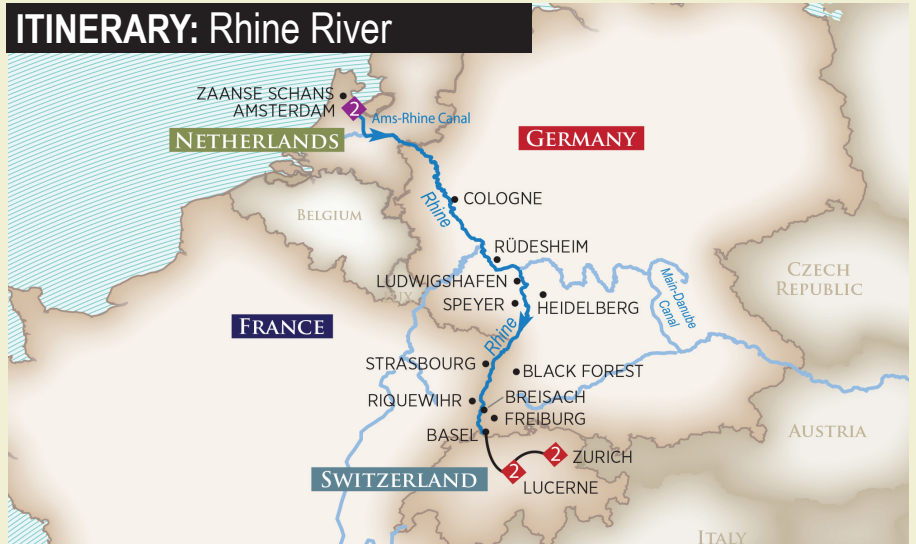 ITINERARY: Rhine River
ZAANSE SCHANS
AMSTERDAM
2
Ams-Rhine Canal
NETHERLANDS
GERMANY
Rhine
COLOGNE
BELGIUM
RÜDESHEIM
LUDWIGSHAFEN
SPEYER
HEIDELBERG
Main-Danube
Canal
CZECH
REPUBLIC
FRANCE
Rhine
STRASBOURG
BLACK FOREST
RIQUEWIHR
BREISACH
FREIBURG
BASEL
AUSTRIA
2
ZURICH
2
LUCERNE
SWITZERLAND
ITALY